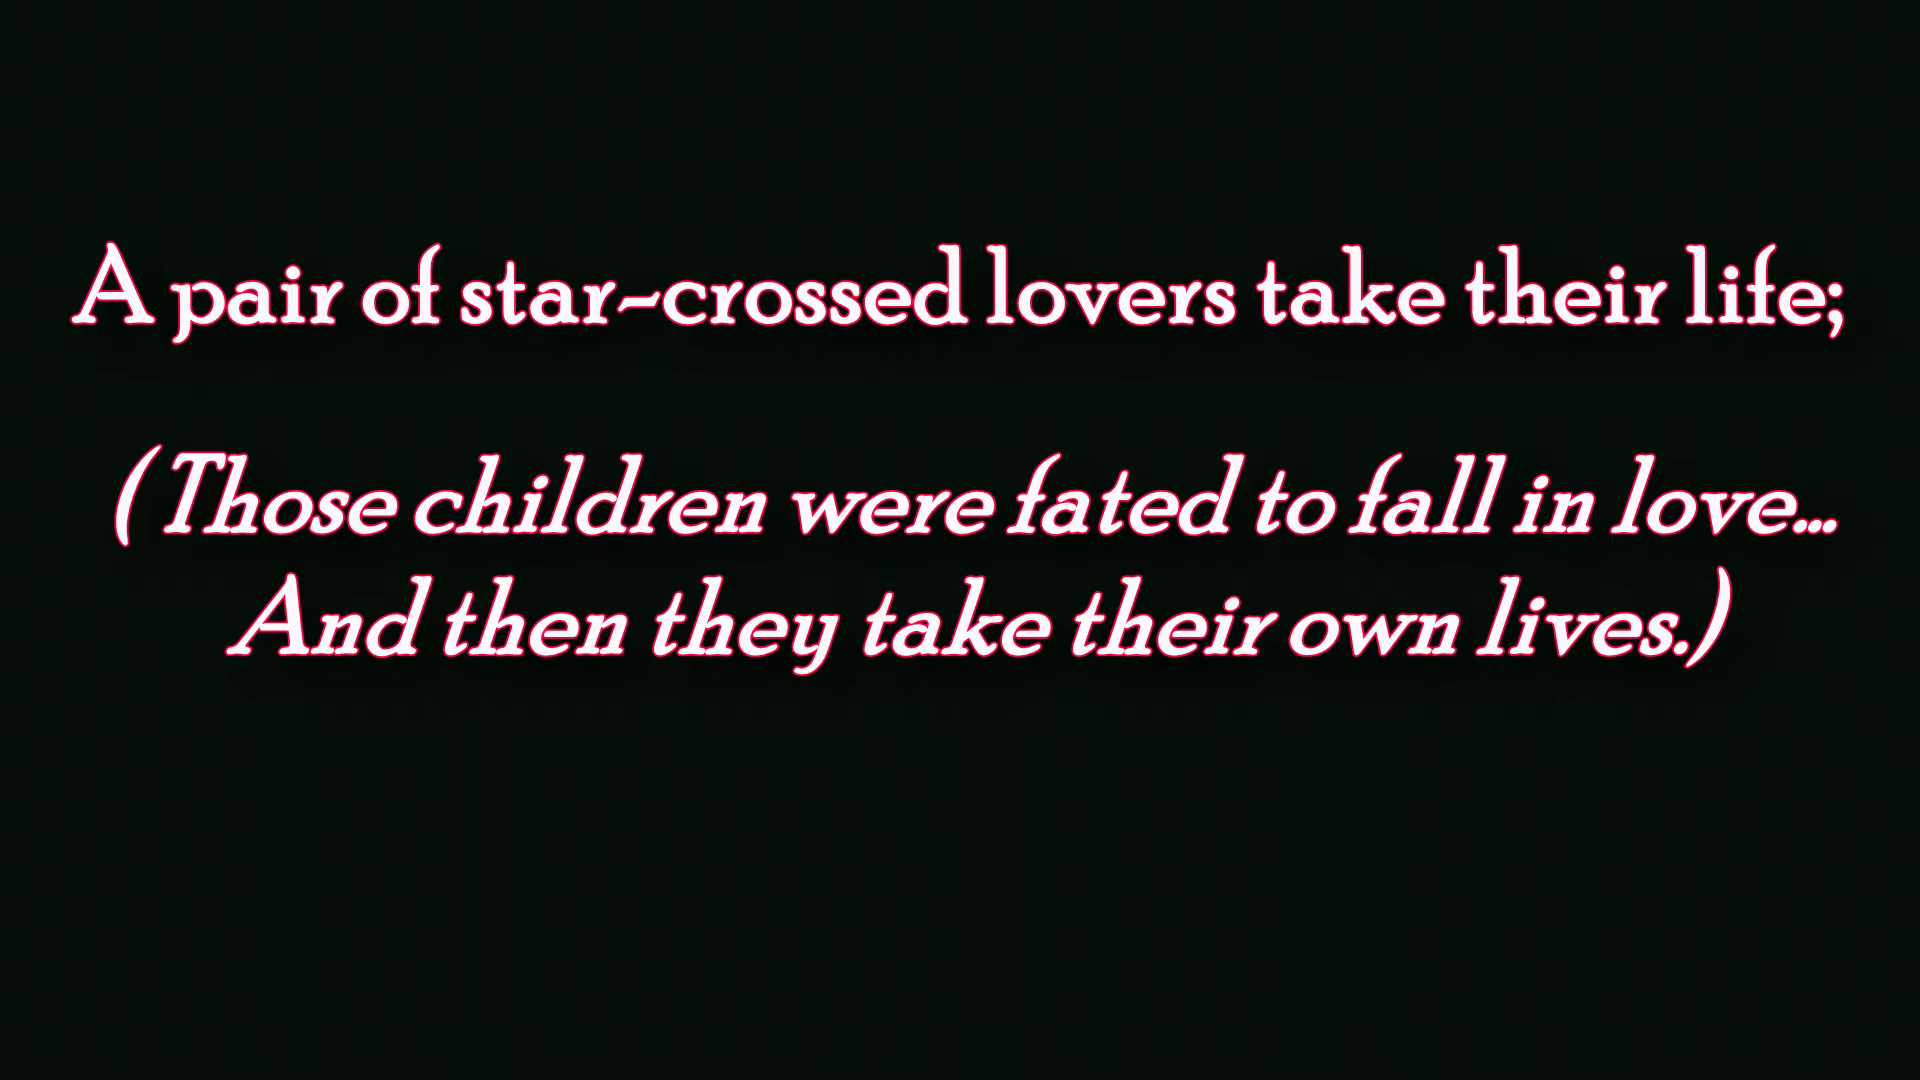 A pair of star-crossed lovers take their life;
(Those children were fated to fall in love...
And then they take their own lives.)